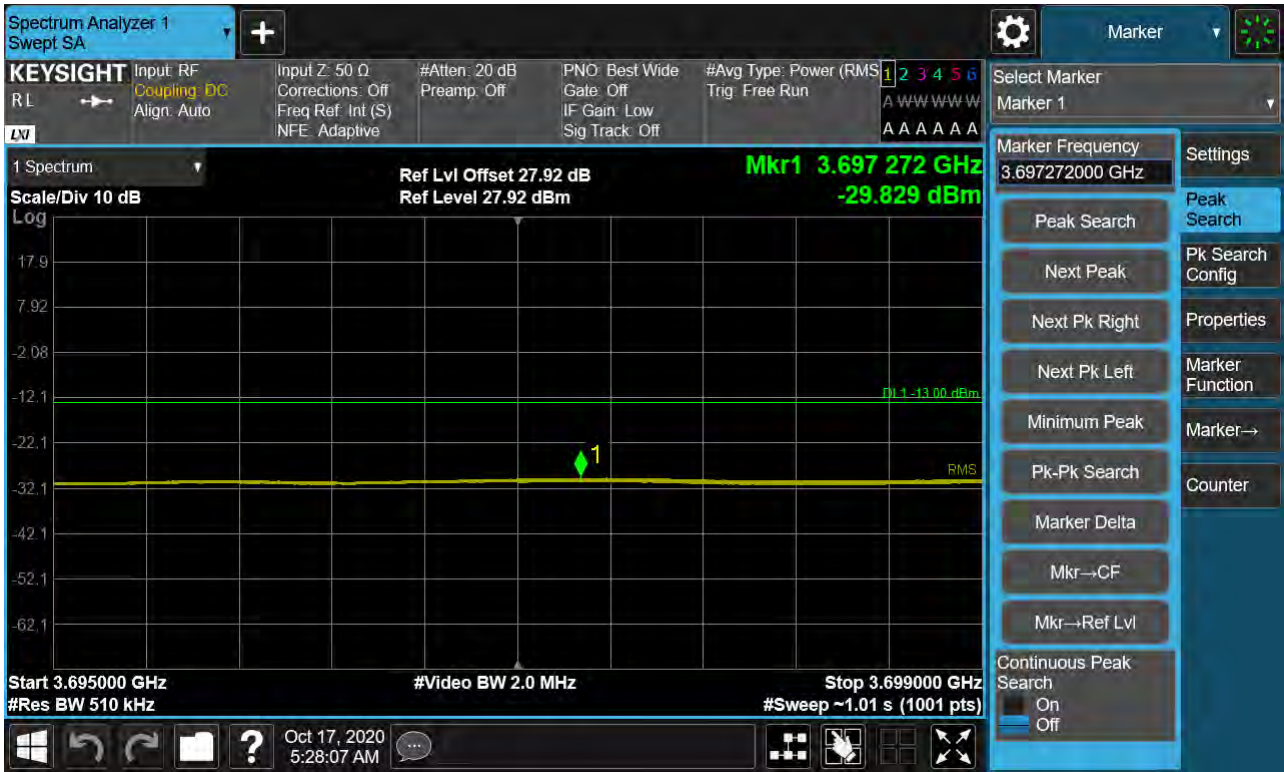 Spectrum Analyzer 1
Swept SA
Marker
KEYSIGHT
RL
LXI
Input: RF
Coupling: DC
Align: Auto
Input Z: 50 Ω
Corrections: Off
Freq Ref: Int (S)
NFE: Adaptive
#Atten: 20 dB
Preamp: Off
PNO: Best Wide
Gate: Off
IF Gain: Low
Sig Track: Off
#Avg Type: Power (RMS
Trig: Free Run
1 2 3 4 5 6
A W W W W W
A A A A A A
Select Marker
Marker 1
1 Spectrum
Scale/Div 10 dB
Log
Ref Lvl Offset 27.92 dB
Ref Level 27.92 dBm
Mkr1 3.697 272 GHz
-29.829 dBm
17.9
7.92
-2.08
-12.1
-22.1
-32.1
-42.1
-52.1
-62.1
DL1 -13.00 dBm
1
RMS
Start 3.695000 GHz
#Res BW 510 kHz
#Video BW 2.0 MHz
Stop 3.699000 GHz
#Sweep ~1.01 s (1001 pts)
Marker Frequency
3.697272000 GHz
Peak Search
Next Peak
Next Pk Right
Next Pk Left
Minimum Peak
Pk-Pk Search
Marker Delta
Mkr→CF
Mkr→Ref Lvl
Continuous Peak
Search
On
Off
Settings
Peak
Search
Pk Search
Config
Properties
Marker
Function
Marker→
Counter
?
Oct 17, 2020
5:28:07 AM